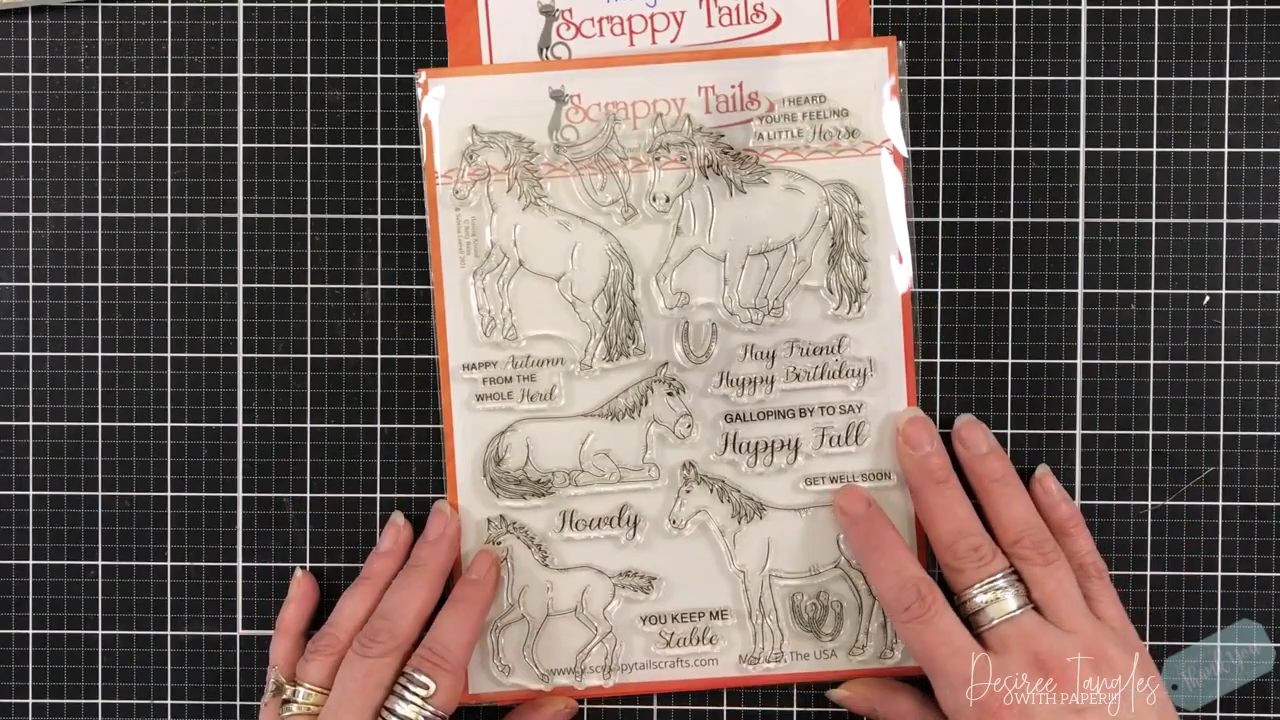 Scrappy Tails
Scrappy Tails
I HEARD
YOU'RE FEELING
A LITTLE Horse
HAPPY Autumn
FROM THE
WHOLE Herd
Hay Friend
Happy Birthday!
GALLOPING BY TO SAY
Happy Fall
GET WELL SOON
Howdy
YOU KEEP ME
Stable
www.scrappytailscrafts.com
The USA
Desiree Tangles
WITH PAPER!!!